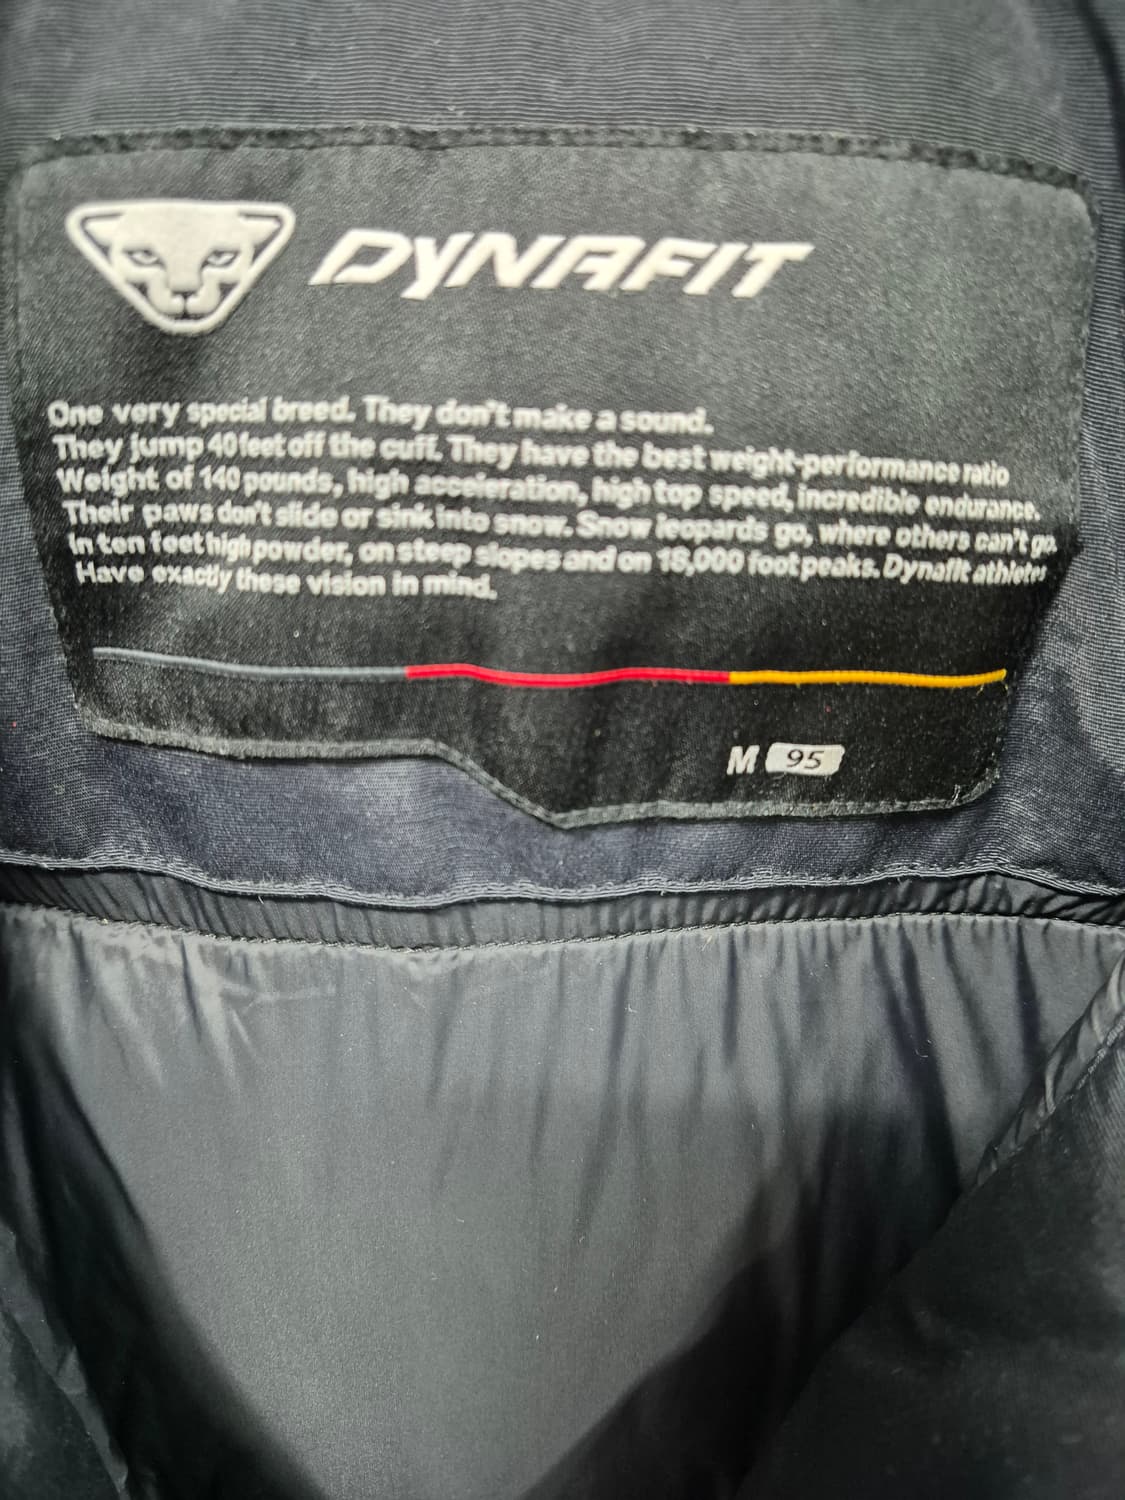 DYNAFIT
One very special breed. They don't make a sound.
They jump 40 feet off the cuff. They have the best weight-performance ratio
Weight of 140 pounds, high acceleration, high top speed, incredible endurance.
Their paws don't slide or sink into snow. Snow leopards go, where others can't go.
In ten feet high powder, on steep slopes and on 18,000 foot peaks. Dynafit athletes
Have exactly these vision in mind.
M 95